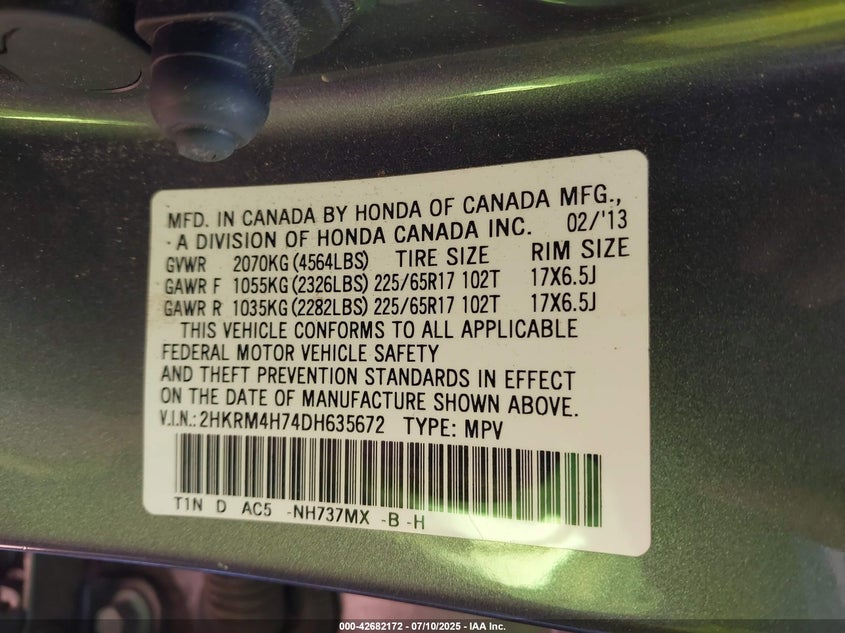 MFD. IN CANADA BY HONDA OF CANADA MFG.,
- A DIVISION OF HONDA CANADA INC. 02/'13
GVWR 2070KG(4564LBS) TIRE SIZE RIM SIZE
GAWR F 1055KG(2326LBS) 225/65R17 102T 17X6.5J
GAWR R 1035KG(2282LBS) 225/65R17 102T 17X6.5J
THIS VEHICLE CONFORMS TO ALL APPLICABLE
FEDERAL MOTOR VEHICLE SAFETY
AND THEFT PREVENTION STANDARDS IN EFFECT
ON THE DATE OF MANUFACTURE SHOWN ABOVE.
V.I.N.: 2HKRM4H74DH635672 TYPE: MPV
T1N D AC5 -NH737MX -B -H
000-42682172 - 07/10/2025 - IAA Inc.